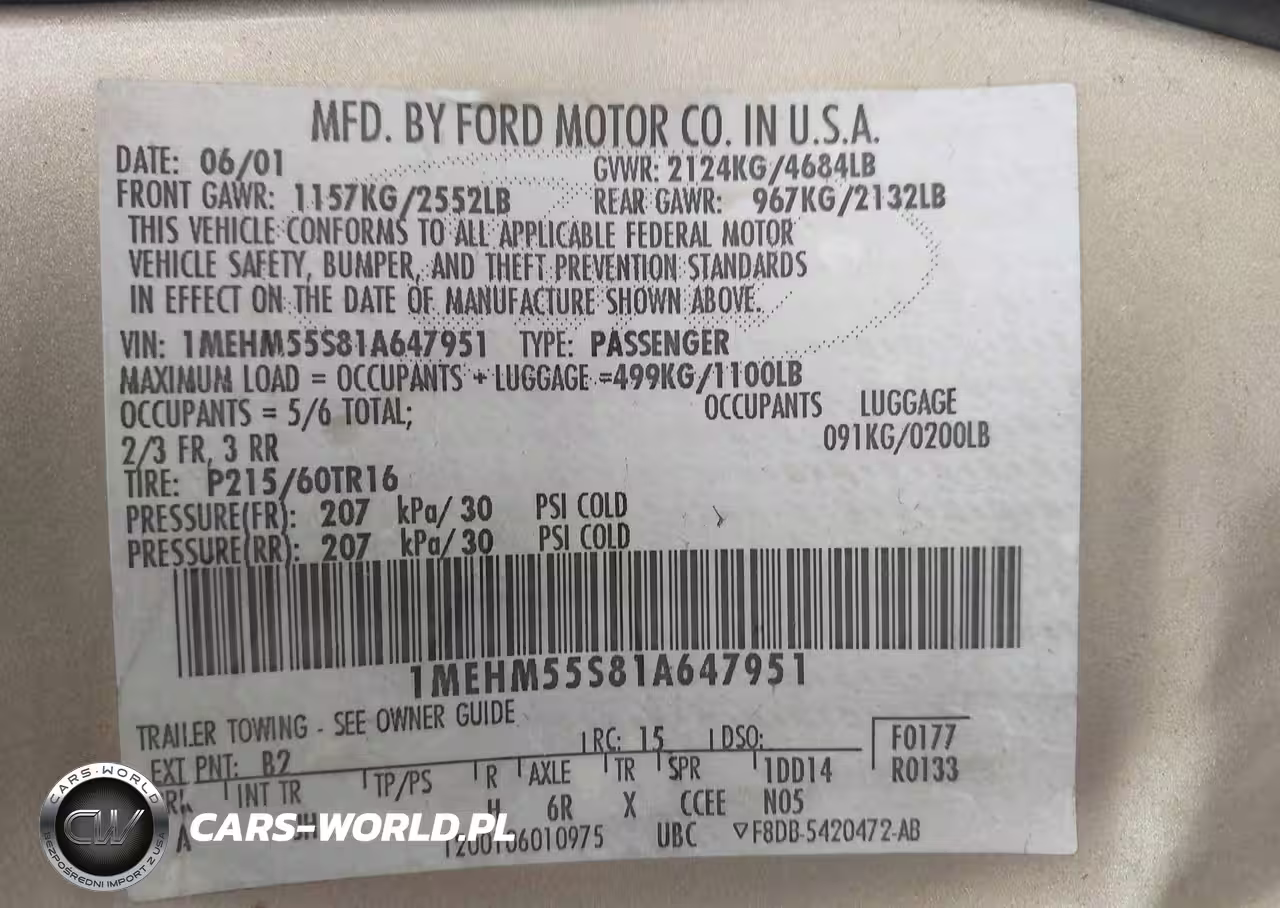 MFD. BY FORD MOTOR CO. IN U.S.A.
DATE: 06/01 GVWR: 2124KG/4684LB
FRONT GAWR: 1157KG/2552LB REAR GAWR: 967KG/2132LB
THIS VEHICLE CONFORMS TO ALL APPLICABLE FEDERAL MOTOR
VEHICLE SAFETY, BUMPER, AND THEFT PREVENTION STANDARDS
IN EFFECT ON THE DATE OF MANUFACTURE SHOWN ABOVE.
VIN: 1MEHM55S81A647951 TYPE: PASSENGER
MAXIMUM LOAD = OCCUPANTS + LUGGAGE =499KG/1100LB
OCCUPANTS = 5/6 TOTAL; OCCUPANTS LUGGAGE
2/3 FR, 3 RR 091KG/0200LB
TIRE: P215/60TR16
PRESSURE(FR): 207 kPa/ 30 PSI COLD
PRESSURE(RR): 207 kPa/ 30 PSI COLD
1MEHM55S81A647951
TRAILER TOWING - SEE OWNER GUIDE
EXT PNT: B2 RC: 15 DSO: F0177
INT TR TP/PS R AXLE TR SPR 1DD14 R0133
A H 6R X CCEE N05
1200106010975 UBC F8DB-5420472-AB
CARS-WORLD
CW
BEZPOŚREDNI IMPORT Z USA
CARS-WORLD.PL